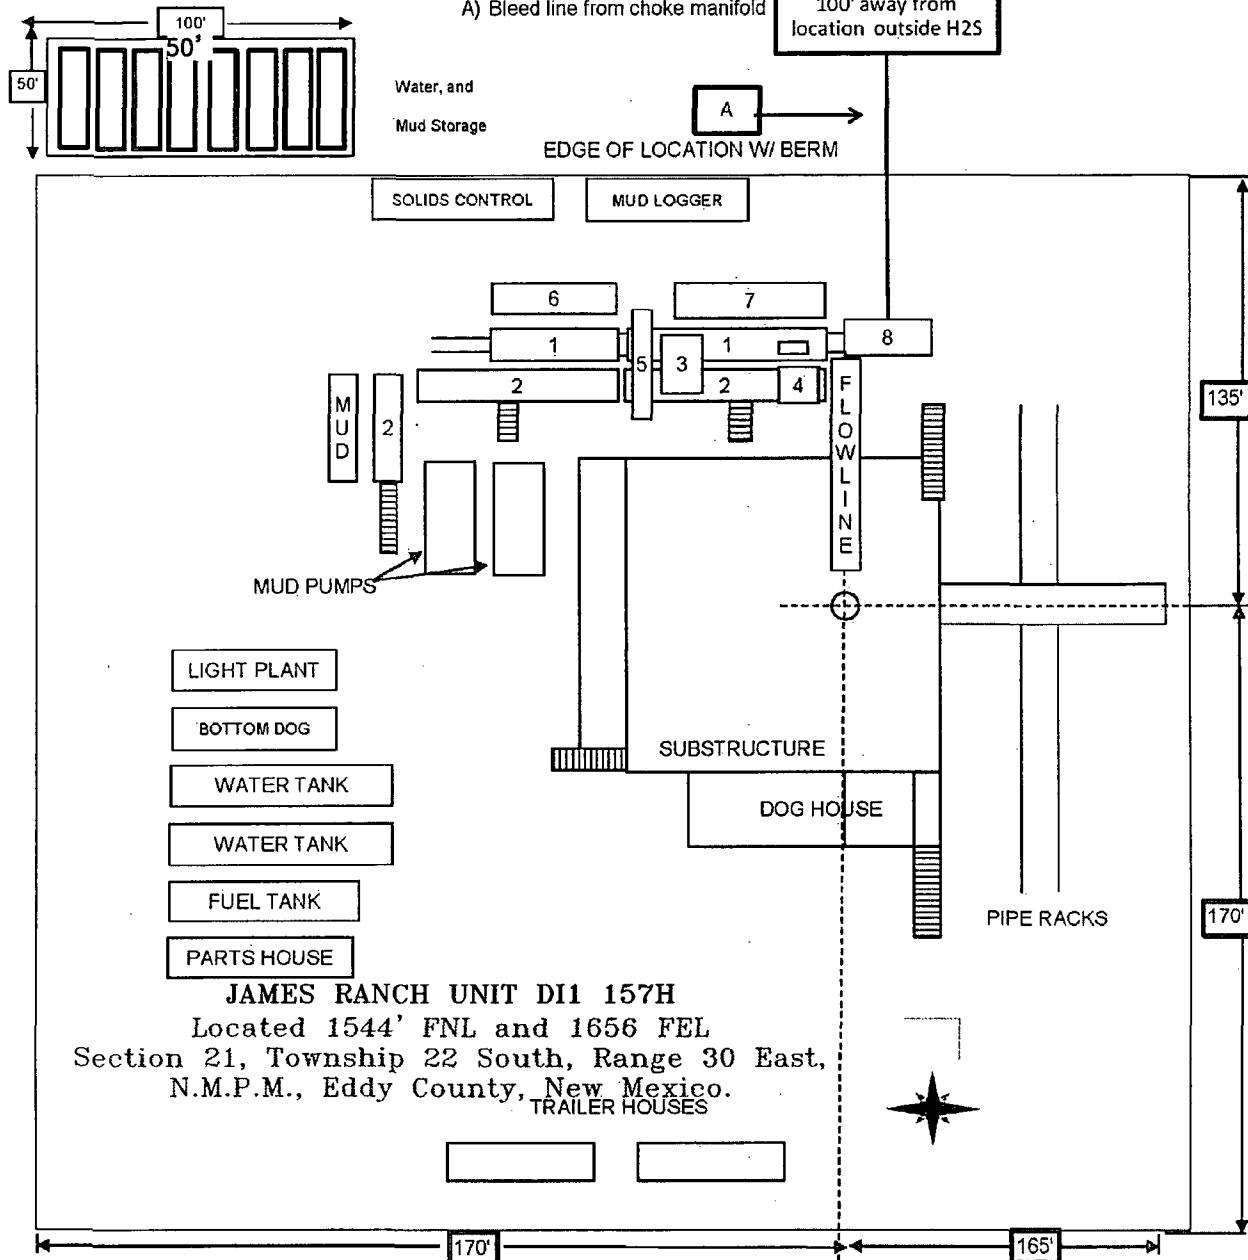 A) Bleed line from choke manifold
100' away from
location outside H2S
100'
50'
50'
Water, and
Mud Storage
A
EDGE OF LOCATION W/ BERM
SOLIDS CONTROL
MUD LOGGER
6
7
1
5
3
1
8
2
2
4
MUD
2
FLOWLINE
135'
MUD PUMPS
LIGHT PLANT
BOTTOM DOG
SUBSTRUCTURE
WATER TANK
DOG HOUSE
WATER TANK
FUEL TANK
PIPE RACKS
170'
PARTS HOUSE
JAMES RANCH UNIT DI1 157H
Located 1544' FNL and 1656 FEL
Section 21, Township 22 South, Range 30 East,
N.M.P.M., Eddy County, New Mexico.
TRAILER HOUSES
170'
165'